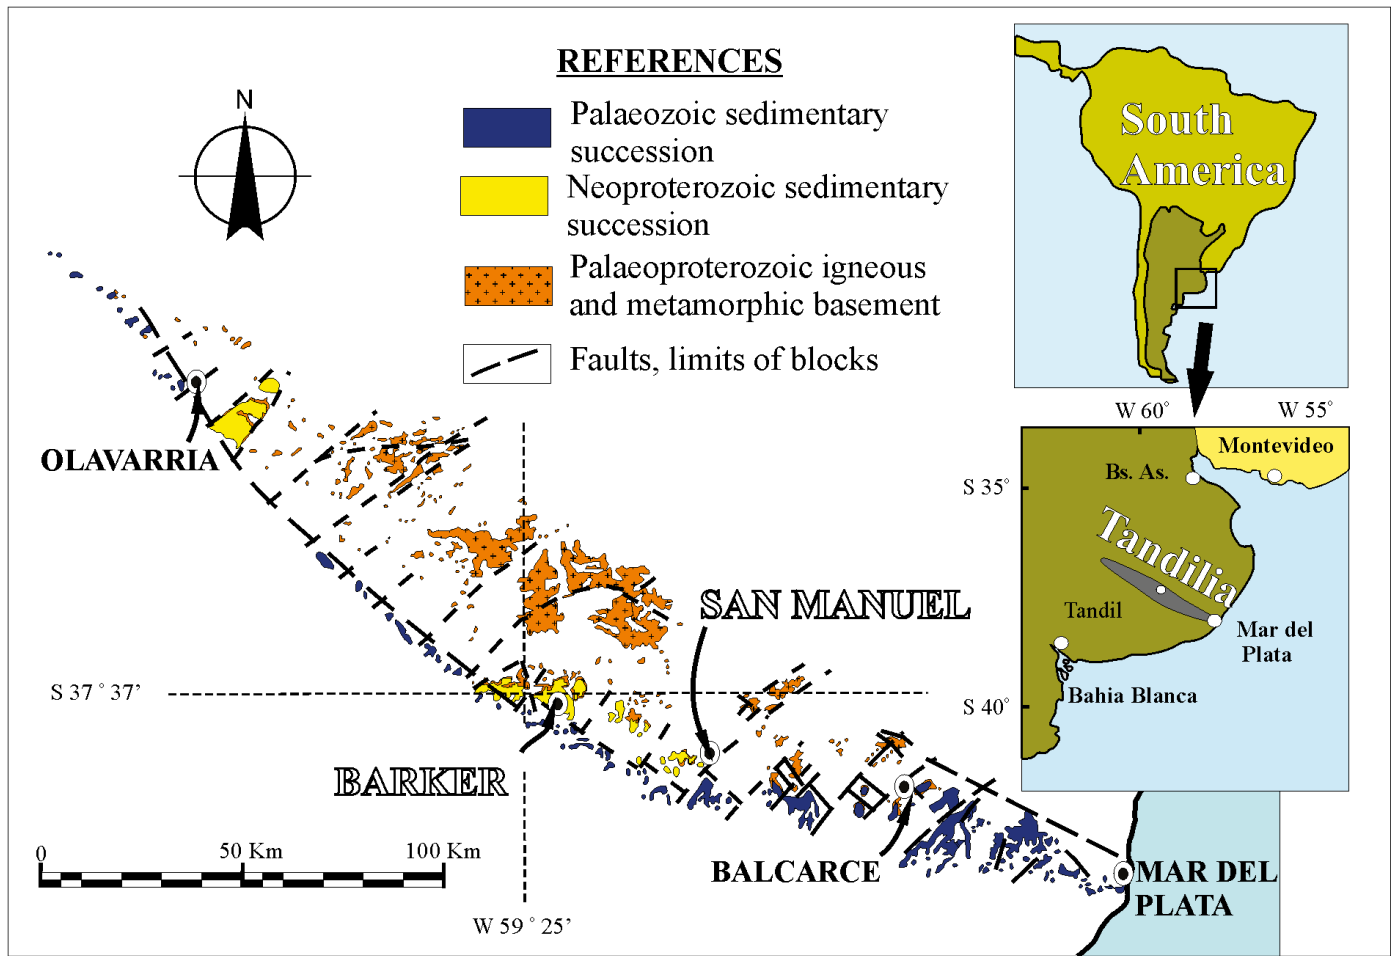 REFERENCES
Palaeozoic sedimentary
succession
Neoproterozoic sedimentary
succession
Palaeoproterozoic igneous
and metamorphic basement
Faults, limits of blocks
N
South
America
W 60°
W 55°
Montevideo
Bs. As.
S 35°
Tandilia
Tandil
Mar del
Plata
Bahia Blanca
S 40°
OLAVARRIA
SAN MANUEL
S 37° 37’
BARKER
BALCARCE
MAR DEL
PLATA
0
50 Km
100 Km
W 59° 25’